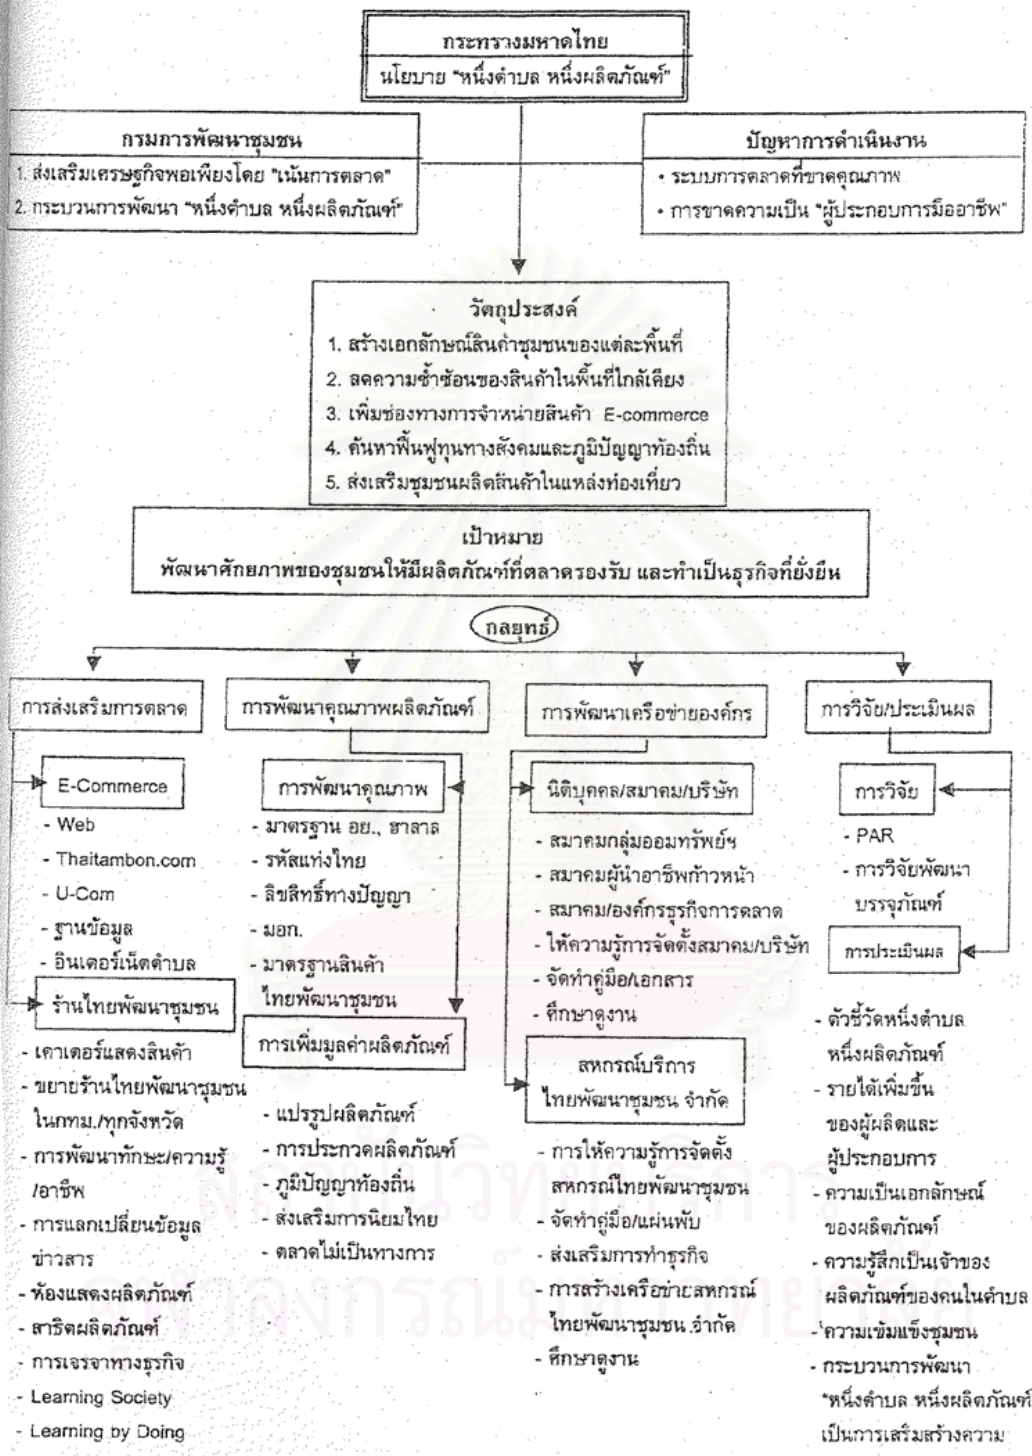 กระทรวงมหาดไทย
นโยบาย "หนึ่งตำบล หนึ่งผลิตภัณฑ์"
กรมการพัฒนาชุมชน
1. ส่งเสริมเศรษฐกิจพอเพียงโดย "เน้นการตลาด"
2. กระบวนการพัฒนา "หนึ่งตำบล หนึ่งผลิตภัณฑ์"
ปัญหาการดำเนินงาน
• ระบบการตลาดที่ขาดคุณภาพ
• การขาดความเป็น "ผู้ประกอบการมืออาชีพ"
วัตถุประสงค์
1. สร้างเอกลักษณ์สินค้าชุมชนของแต่ละพื้นที่
2. ลดความซ้ำซ้อนของสินค้าในพื้นที่ใกล้เคียง
3. เพิ่มช่องทางการจำหน่ายสินค้า E-commerce
4. ค้นหาฟื้นฟูทุนทางสังคมและภูมิปัญญาท้องถิ่น
5. ส่งเสริมชุมชนผลิตสินค้าในแหล่งท่องเที่ยว
เป้าหมาย
พัฒนาศักยภาพของชุมชนให้มีผลิตภัณฑ์ที่ตลาดรองรับ และทำเป็นธุรกิจที่ยั่งยืน
กลยุทธ์
การส่งเสริมการตลาด
E-Commerce
- Web
- Thaitambon.com
- U-Com
- ฐานข้อมูล
- อินเตอร์เน็ตตำบล
ร้านไทยพัฒนาชุมชน
- เคาเตอร์แสดงสินค้า
- ขยายร้านไทยพัฒนาชุมชน
ในกทม./ทุกจังหวัด
- การพัฒนาทักษะ/ความรู้
/อาชีพ
- การแลกเปลี่ยนข้อมูล
ข่าวสาร
- ห้องแสดงผลิตภัณฑ์
- สาธิตผลิตภัณฑ์
- การเจรจาทางธุรกิจ
- Learning Society
- Learning by Doing
การพัฒนาคุณภาพผลิตภัณฑ์
การพัฒนาคุณภาพ
- มาตรฐาน อย., ฮาลาล
- รหัสแท่งไทย
- ลิขสิทธิ์ทางปัญญา
- มอก.
- มาตรฐานสินค้า
ไทยพัฒนาชุมชน
การเพิ่มมูลค่าผลิตภัณฑ์
- แปรรูปผลิตภัณฑ์
- การประกวดผลิตภัณฑ์
- ภูมิปัญญาท้องถิ่น
- ส่งเสริมการนิยมไทย
- ตลาดไม่เป็นทางการ
การพัฒนาเครือข่ายองค์กร
นิติบุคคล/สมาคม/บริษัท
- สมาคมกลุ่มออมทรัพย์ฯ
- สมาคมผู้นำอาชีพก้าวหน้า
- สมาคม/องค์กรธุรกิจการตลาด
- ให้ความรู้การจัดตั้งสมาคม/บริษัท
- จัดทำคู่มือ/เอกสาร
- ศึกษาดูงาน
สหกรณ์บริการ
ไทยพัฒนาชุมชน จำกัด
- การให้ความรู้การจัดตั้ง
สหกรณ์ไทยพัฒนาชุมชน
- จัดทำคู่มือ/แผ่นพับ
- ส่งเสริมการทำธุรกิจ
- การสร้างเครือข่ายสหกรณ์
ไทยพัฒนาชุมชน จำกัด
- ศึกษาดูงาน
การวิจัย/ประเมินผล
การวิจัย
- PAR
- การวิจัยพัฒนา
บรรจุภัณฑ์
การประเมินผล
- ตัวชี้วัดหนึ่งตำบล
หนึ่งผลิตภัณฑ์
- รายได้เพิ่มขึ้น
ของผู้ผลิตและ
ผู้ประกอบการ
- ความเป็นเอกลักษณ์
ของผลิตภัณฑ์
- ความรู้สึกเป็นเจ้าของ
ผลิตภัณฑ์ของคนในตำบล
- ความเข้มแข็งชุมชน
- กระบวนการพัฒนา
"หนึ่งตำบล หนึ่งผลิตภัณฑ์
เป็นการเสริมสร้างความ
สถาบันวิทยบริการ
จุฬาลงกรณ์มหาวิทยาลัย